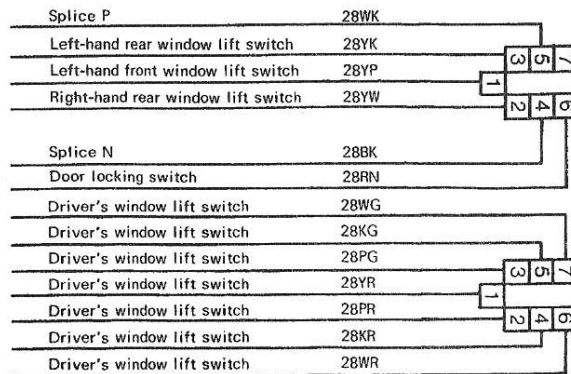 Splice P 28WK
Left-hand rear window lift switch 28YK
Left-hand front window lift switch 28YP
Right-hand rear window lift switch 28YW
3 5 7
1
2 4 6
Splice N 28BK
Door locking switch 28RN
Driver's window lift switch 28WG
Driver's window lift switch 28KG
Driver's window lift switch 28PG
Driver's window lift switch 28YR
Driver's window lift switch 28PR
Driver's window lift switch 28KR
Driver's window lift switch 28WR
3 5 7
1
2 4 6